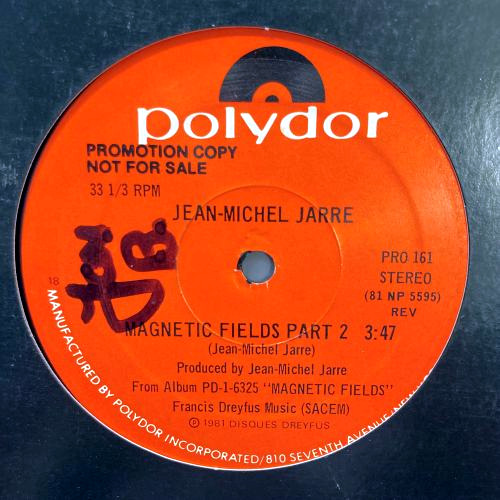 polydor
PROMOTION COPY
NOT FOR SALE
33 1/3 RPM
JEAN-MICHEL JARRE
PRO 161
STEREO
(81 NP 5595)
REV
18
MAGNETIC FIELDS PART 2 3:47
(Jean-Michel Jarre)
Produced by Jean-Michel Jarre
From Album PD-1-6325 "MAGNETIC FIELDS"
Francis Dreyfus Music (SACEM)
℗ 1981 DISQUES DREYFUS
MANUFACTURED BY POLYDOR INCORPORATED/810 SEVENTH AVENUE